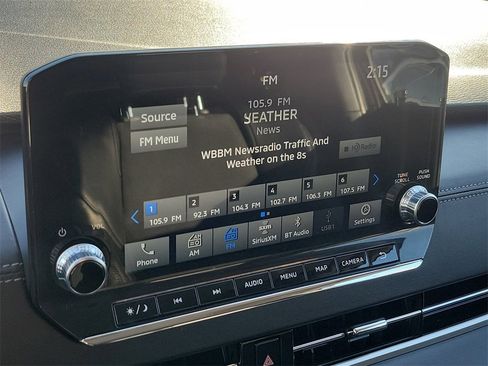 FM
2:15
Source
105.9 FM
WEATHER
News
FM Menu
WBBM Newsradio Traffic And
Weather on the 8s
HD Radio
TUNE
SCROLL
PUSH
SOUND
1
2
3
4
5
6
105.9 FM
92.3 FM
104.3 FM
102.7 FM
106.3 FM
107.5 FM
VOL
Phone
AM
FM
SXM
SiriusXM
BT Audio
USB1
Settings
AUDIO
MENU
MAP
CAMERA